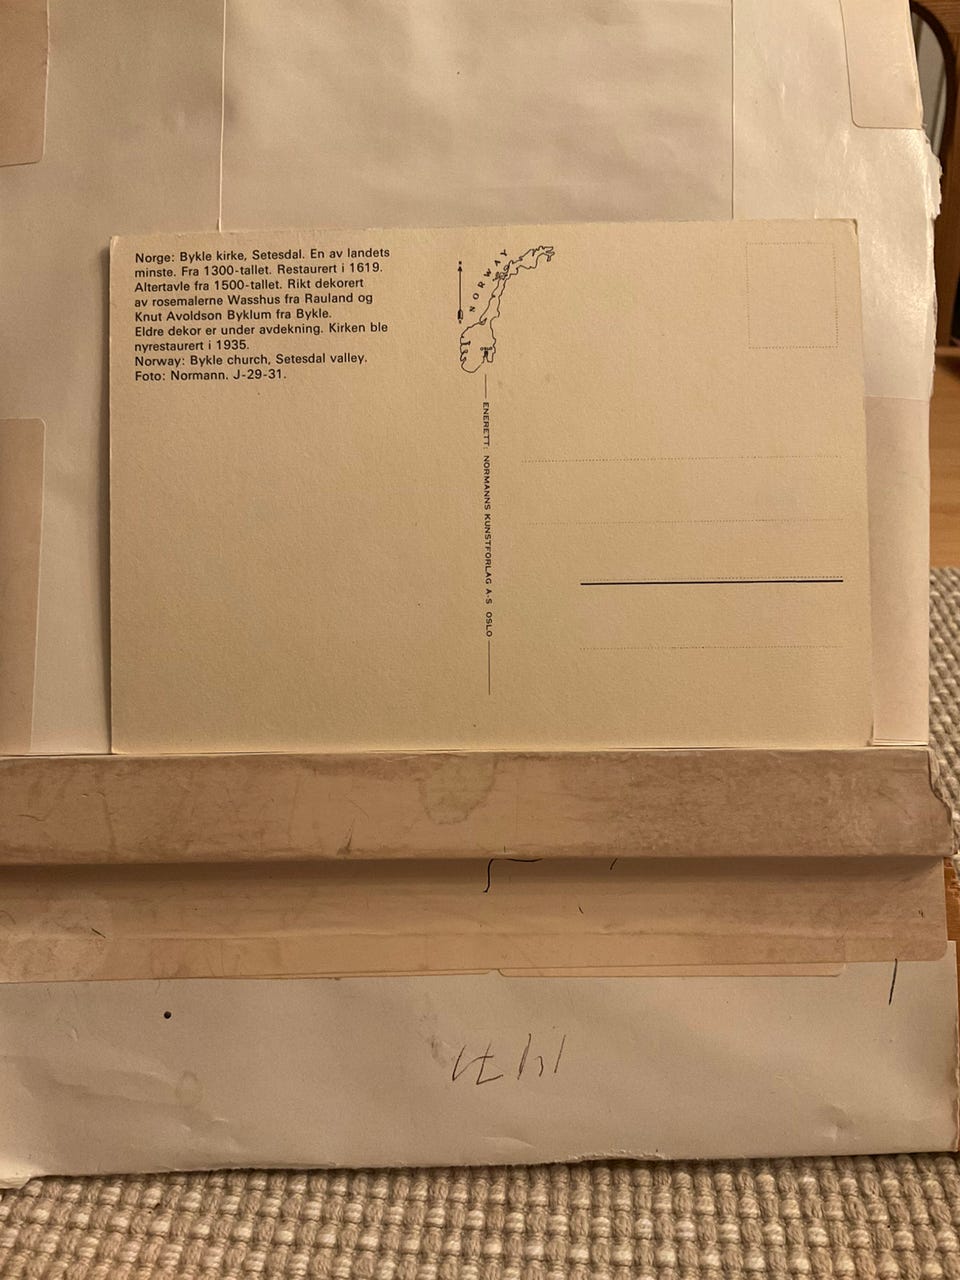 Norge: Bykle kirke, Setesdal. En av landets
minste. Fra 1300-tallet. Restaurert i 1619.
Altertavle fra 1500-tallet. Rikt dekorert
av rosemalerne Wasshus fra Rauland og
Knut Avoldson Byklum fra Bykle.
Eldre dekor er under avdekning. Kirken ble
nyrestaurert i 1935.
Norway: Bykle church, Setesdal valley.
Foto: Normann. J-29-31.
NORWAY
OSLO
ENERETT: NORMANNS KUNSTFORLAG A-S OSLO